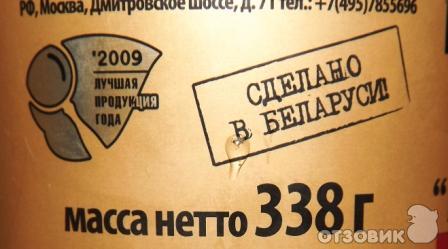 РФ, Москва, Дмитровское шоссе, д. 71 тел.: +7(495)7855696
'2009
ЛУЧШАЯ
ПРОДУКЦИЯ
ГОДА
СДЕЛАНО
В БЕЛАРУСИ!
масса нетто 338 г
ОТЗОВИК